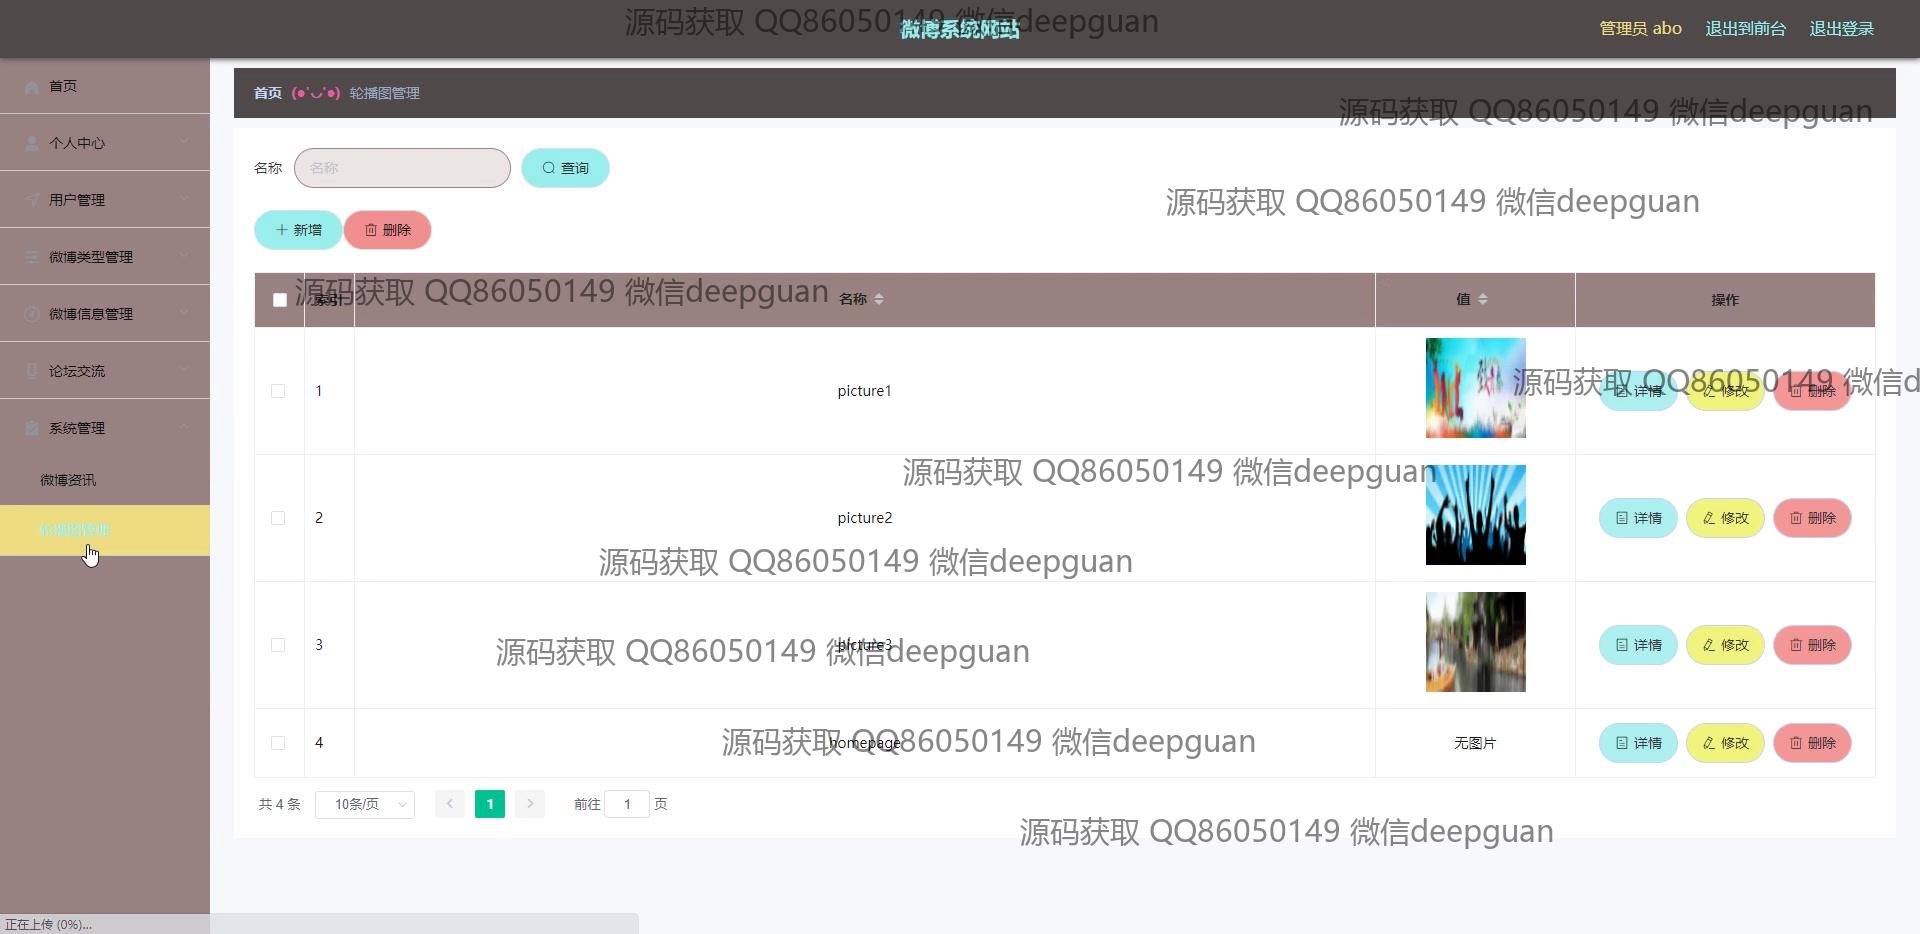 源码获取 QQ86050149 微信deepguan
微博系统网站
管理员 abo
退出到前台
退出登录
首页
个人中心
用户管理
微博类型管理
微博信息管理
论坛交流
系统管理
微博资讯
轮播图管理
首页 (●'◡'●) 轮播图管理
源码获取 QQ86050149 微信deepguan
名称 名称 查询
源码获取 QQ86050149 微信deepguan
新增 删除
源码获取 QQ86050149 微信deepguan
索引 名称 值 操作
源码获取 QQ86050149 微信d
1 picture1 详情 修改 删除
源码获取 QQ86050149 微信deepguan
2 picture2 详情 修改 删除
源码获取 QQ86050149 微信deepguan
3 picture3 详情 修改 删除
源码获取 QQ86050149 微信deepguan
4 homepage 无图片 详情 修改 删除
源码获取 QQ86050149 微信deepguan
共 4 条 10条/页 1 前往 1 页
源码获取 QQ86050149 微信deepguan
正在上传 (0%)...